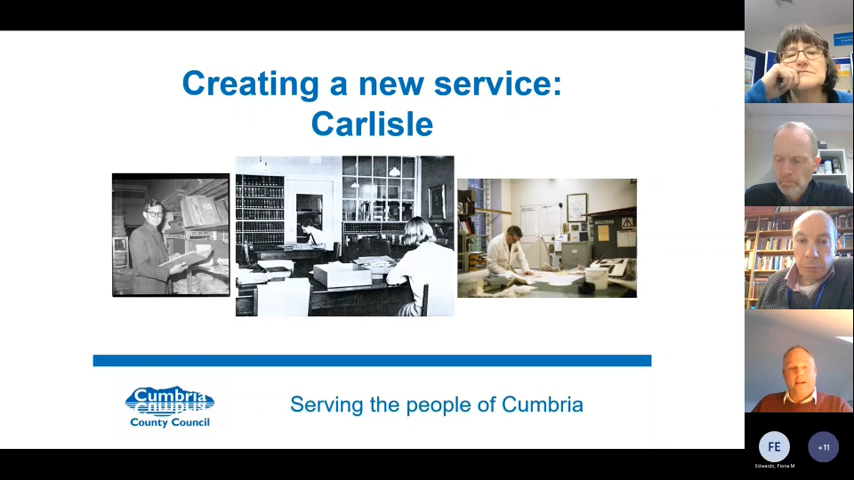 Creating a new service:
Carlisle
Cumbria
County Council
Serving the people of Cumbria
FE
+11
Edwards, Fiona M